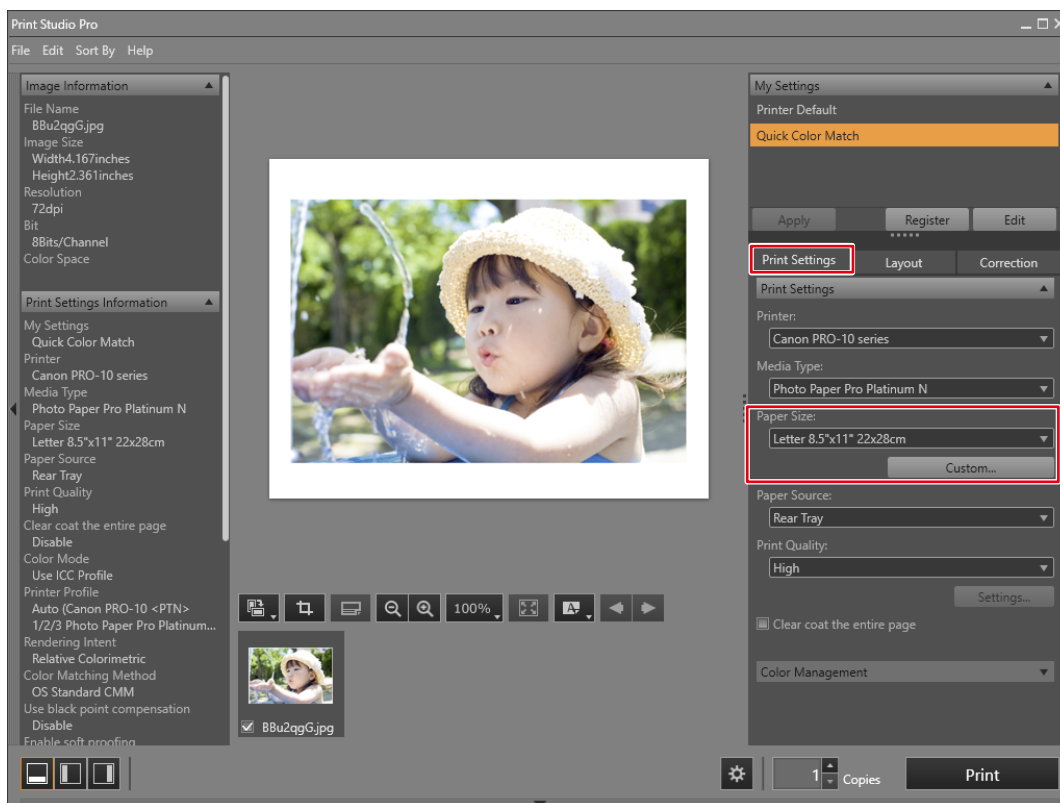 Print Studio Pro
File Edit Sort By Help
Image Information
File Name
BBu2qgG.jpg
Image Size
Width4.167inches
Height2.361inches
Resolution
72dpi
Bit
8Bits/Channel
Color Space
Print Settings Information
My Settings
Quick Color Match
Printer
Canon PRO-10 series
Media Type
Photo Paper Pro Platinum N
Paper Size
Letter 8.5"x11" 22x28cm
Paper Source
Rear Tray
Print Quality
High
Clear coat the entire page
Disable
Color Mode
Use ICC Profile
Printer Profile
Auto (Canon PRO-10 <PTN>
1/2/3 Photo Paper Pro Platinum...
Rendering Intent
Relative Colorimetric
Color Matching Method
OS Standard CMM
Use black point compensation
Disable
Enable soft proofing
100%
A
BBu2qgG.jpg
My Settings
Printer Default
Quick Color Match
Apply Register Edit
Print Settings Layout Correction
Print Settings
Printer:
Canon PRO-10 series
Media Type:
Photo Paper Pro Platinum N
Paper Size:
Letter 8.5"x11" 22x28cm
Custom...
Paper Source:
Rear Tray
Print Quality:
High
Settings...
Clear coat the entire page
Color Management
1 Copies Print